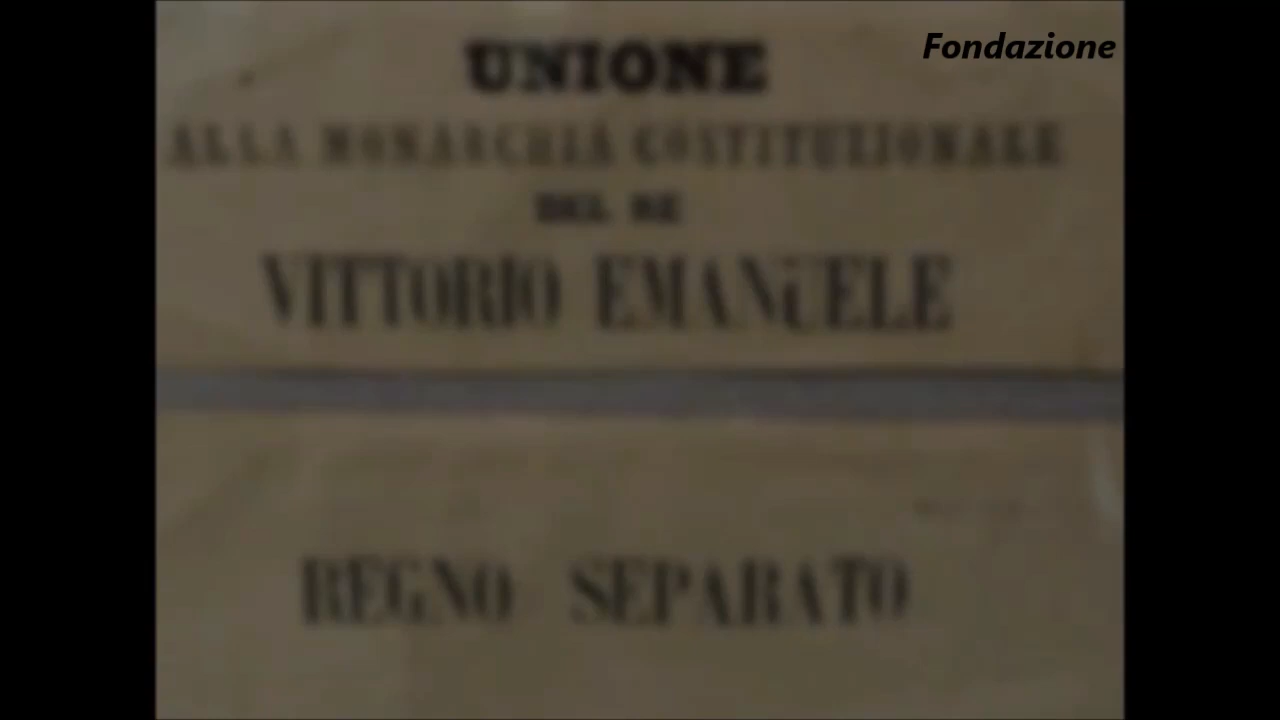 Fondazione
UNIONE
ALLA MONARCHIA COSTITUZIONALE
DEL RE
VITTORIO EMANUELE
REGNO SEPARATO